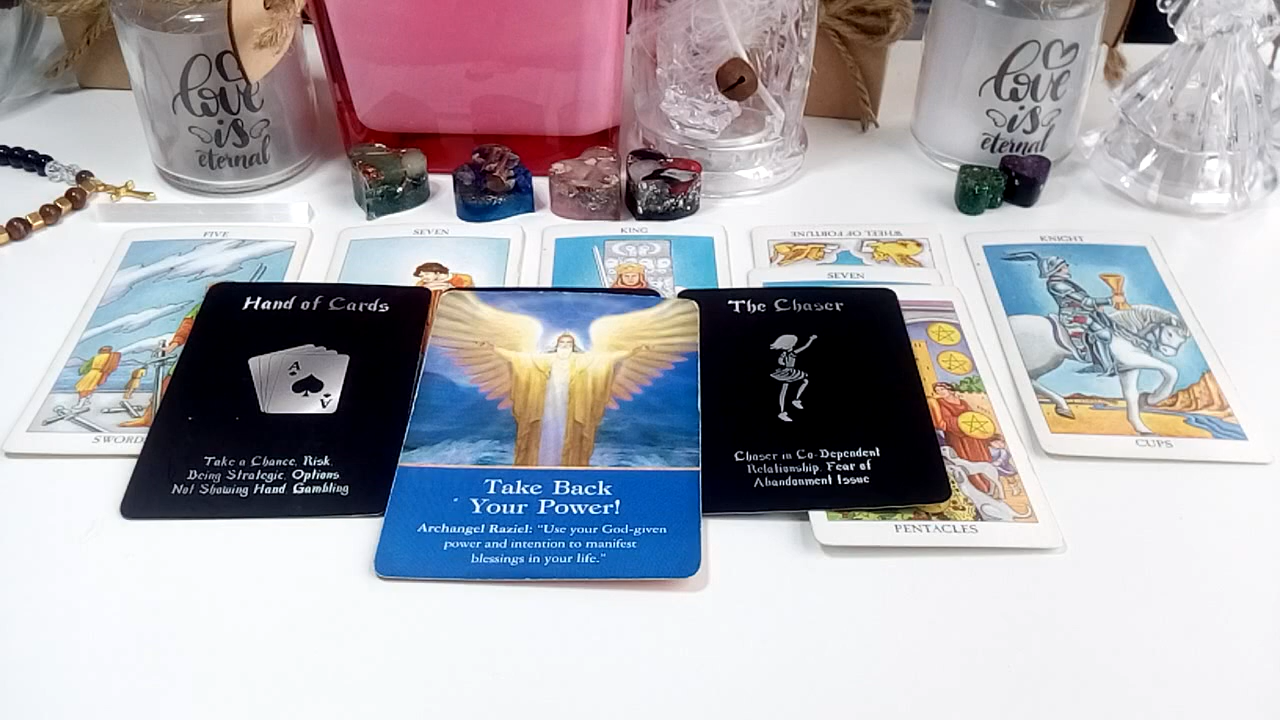 love
is
eternal
love
is
eternal
FIVE
SEVEN
KING
WHEEL OF FORTUNE
SEVEN
KNIGHT
SWORD
CUPS
PENTACLES
Hand of Cards
A
A
Take a Chance, Risk,
Being Strategic, Options
Not Showing Hand, Gambling
Take Back
Your Power!
Archangel Raziel: "Use your God-given
power and intention to manifest
blessings in your life."
The Chaser
Chaser in Co-Dependent
Relationship, Fear of
Abandonment Issue